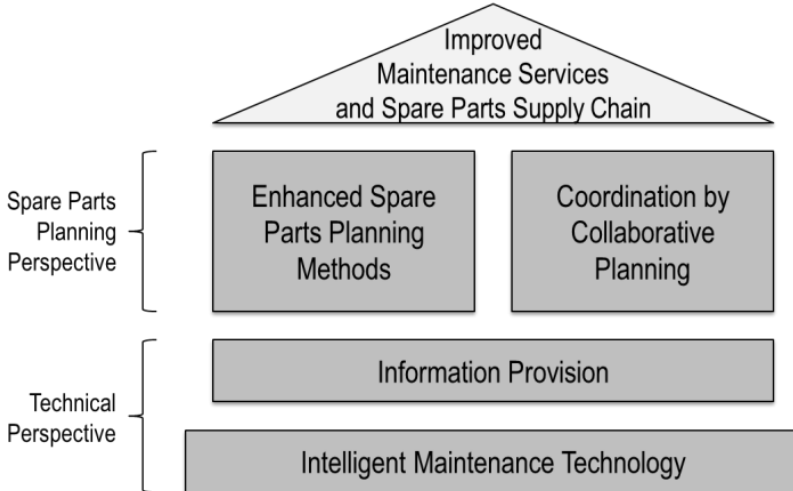 Improved
Maintenance Services
and Spare Parts Supply Chain
Spare Parts
Planning
Perspective
Enhanced Spare
Parts Planning
Methods
Coordination by
Collaborative
Planning
Technical
Perspective
Information Provision
Intelligent Maintenance Technology